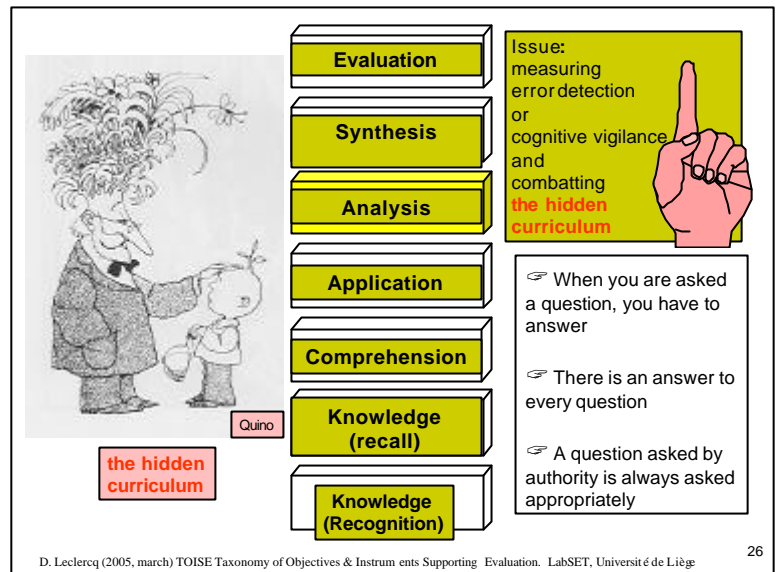 Quino
the hidden
curriculum
Evaluation
Synthesis
Analysis
Application
Comprehension
Knowledge
(recall)
Knowledge
(Recognition)
Issue:
measuring
error detection
or
cognitive vigilance
and
combatting
the hidden
curriculum
☞ When you are asked
a question, you have to
answer
☞ There is an answer to
every question
☞ A question asked by
authority is always asked
appropriately
D. Leclercq (2005, march) TOISE Taxonomy of Objectives & Instrum ents Supporting Evaluation. LabSET, Université de Liège
26